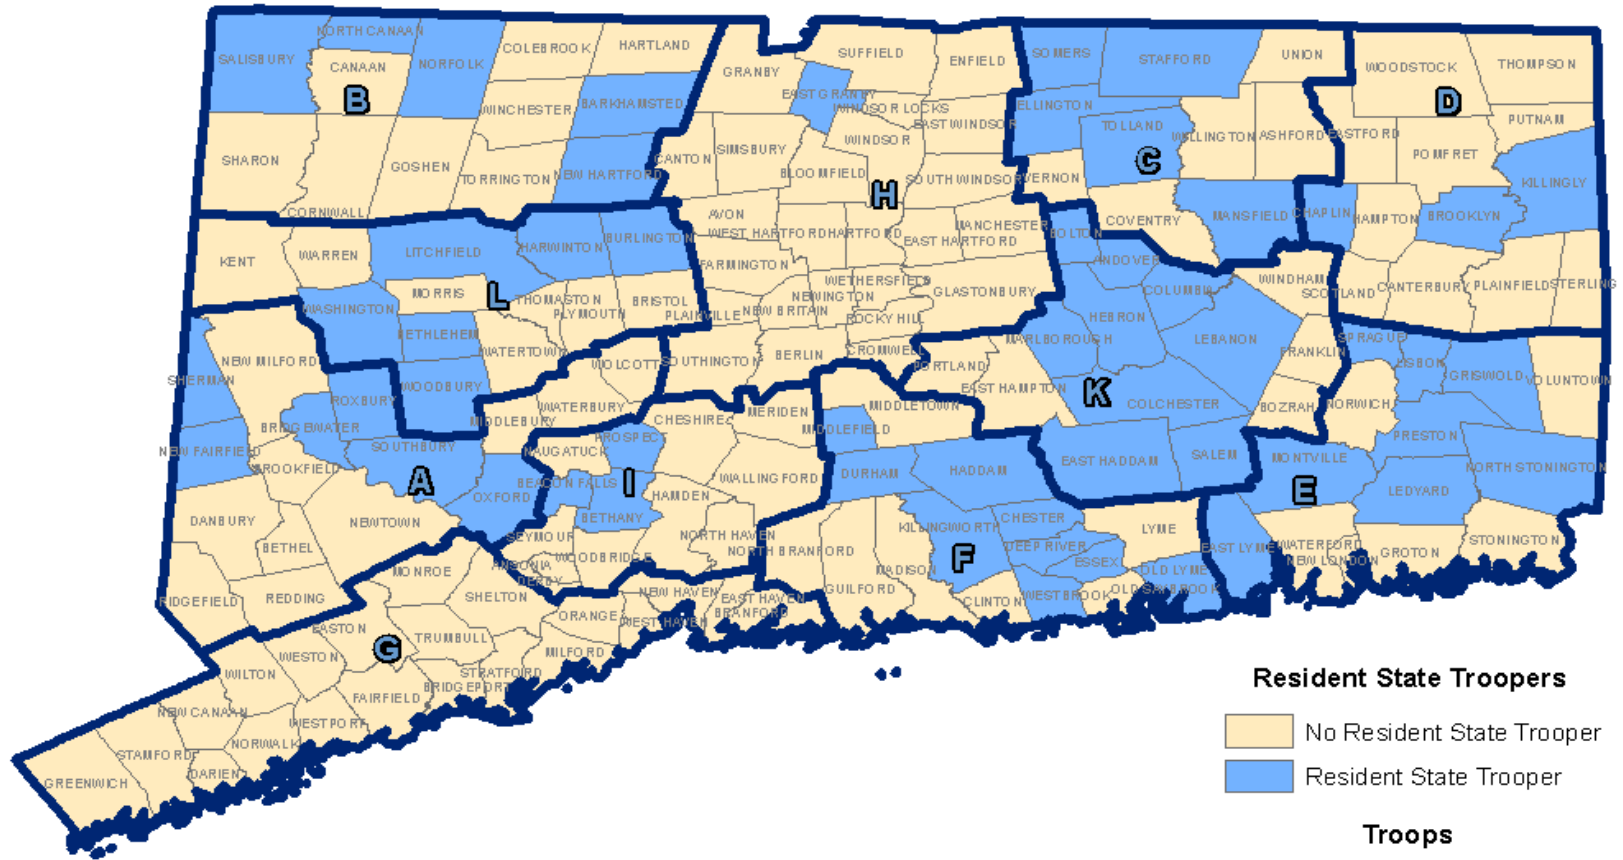 NORTH CANAAN
SALISBURY
CANAAN
NORFOLK
COLEBROOK
HARTLAND
B
WINCHESTER
BARKHAMSTED
SHARON
GOSHEN
TORRINGTON
NEW HARTFORD
CORNWALL
SUFFIELD
ENFIELD
GRANBY
EAST GRANBY
WINDSOR LOCKS
EAST WINDSOR
WINDSOR
SIMSBURY
CANTON
BLOOMFIELD
SOUTH WINDSOR
H
AVON
WEST HARTFORD
HARTFORD
MANCHESTER
EAST HARTFORD
FARMINGTON
WETHERSFIELD
NEWINGTON
GLASTONBURY
PLAINVILLE
NEW BRITAIN
ROCKY HILL
SOUTHINGTON
BERLIN
CROMWELL
SOMERS
STAFFORD
UNION
ELLINGTON
TOLLAND
WILLINGTON
ASHFORD
C
VERNON
COVENTRY
MANSFIELD
WOODSTOCK
THOMPSON
D
PUTNAM
EASTFORD
POMFRET
KILLINGLY
CHAPLIN
HAMPTON
BROOKLYN
SCOTLAND
CANTERBURY
PLAINFIELD
STERLING
KENT
WARREN
LITCHFIELD
HARWINTON
BURLINGTON
MORRIS
L
THOMASTON
PLYMOUTH
BRISTOL
WASHINGTON
BETHLEHEM
WATERTOWN
WOODBURY
BOLTON
ANDOVER
COLUMBIA
WINDHAM
HEBRON
MARLBOROUGH
LEBANON
FRANKLIN
PORTLAND
EAST HAMPTON
K
COLCHESTER
BOZRAH
EAST HADDAM
SALEM
SPRAGUE
LISBON
GRISWOLD
VOLUNTOWN
NORWICH
PRESTON
MONTVILLE
NORTH STONINGTON
E
LEDYARD
EAST LYME
WATERFORD
NEW LONDON
GROTON
STONINGTON
NEW MILFORD
SHERMAN
ROXBURY
BRIDGEWATER
NEW FAIRFIELD
BROOKFIELD
SOUTHBURY
A
OXFORD
WOLCOTT
WATERBURY
MIDDLEBURY
DANBURY
NEWTOWN
BETHEL
RIDGEFIELD
REDDING
CHESHIRE
MERIDEN
PROSPECT
NAUGATUCK
BEACON FALLS
I
WALLINGFORD
HAMDEN
BETHANY
SEYMOUR
WOODBRIDGE
NORTH HAVEN
ANSONIA
DERBY
MIDDLETOWN
MIDDLEFIELD
DURHAM
HADDAM
KILLINGWORTH
CHESTER
LYME
DEEP RIVER
F
ESSEX
NORTH BRANFORD
MADISON
OLD LYME
GUILFORD
CLINTON
WESTBROOK
OLD SAYBROOK
MONROE
SHELTON
NEW HAVEN
EAST HAVEN
BRANFORD
ORANGE
WEST HAVEN
EASTON
TRUMBULL
G
WESTON
MILFORD
WILTON
STRATFORD
BRIDGEPORT
FAIRFIELD
NEW CANAAN
WESTPORT
NORWALK
STAMFORD
DARIEN
GREENWICH
Resident State Troopers
No Resident State Trooper
Resident State Trooper
Troops